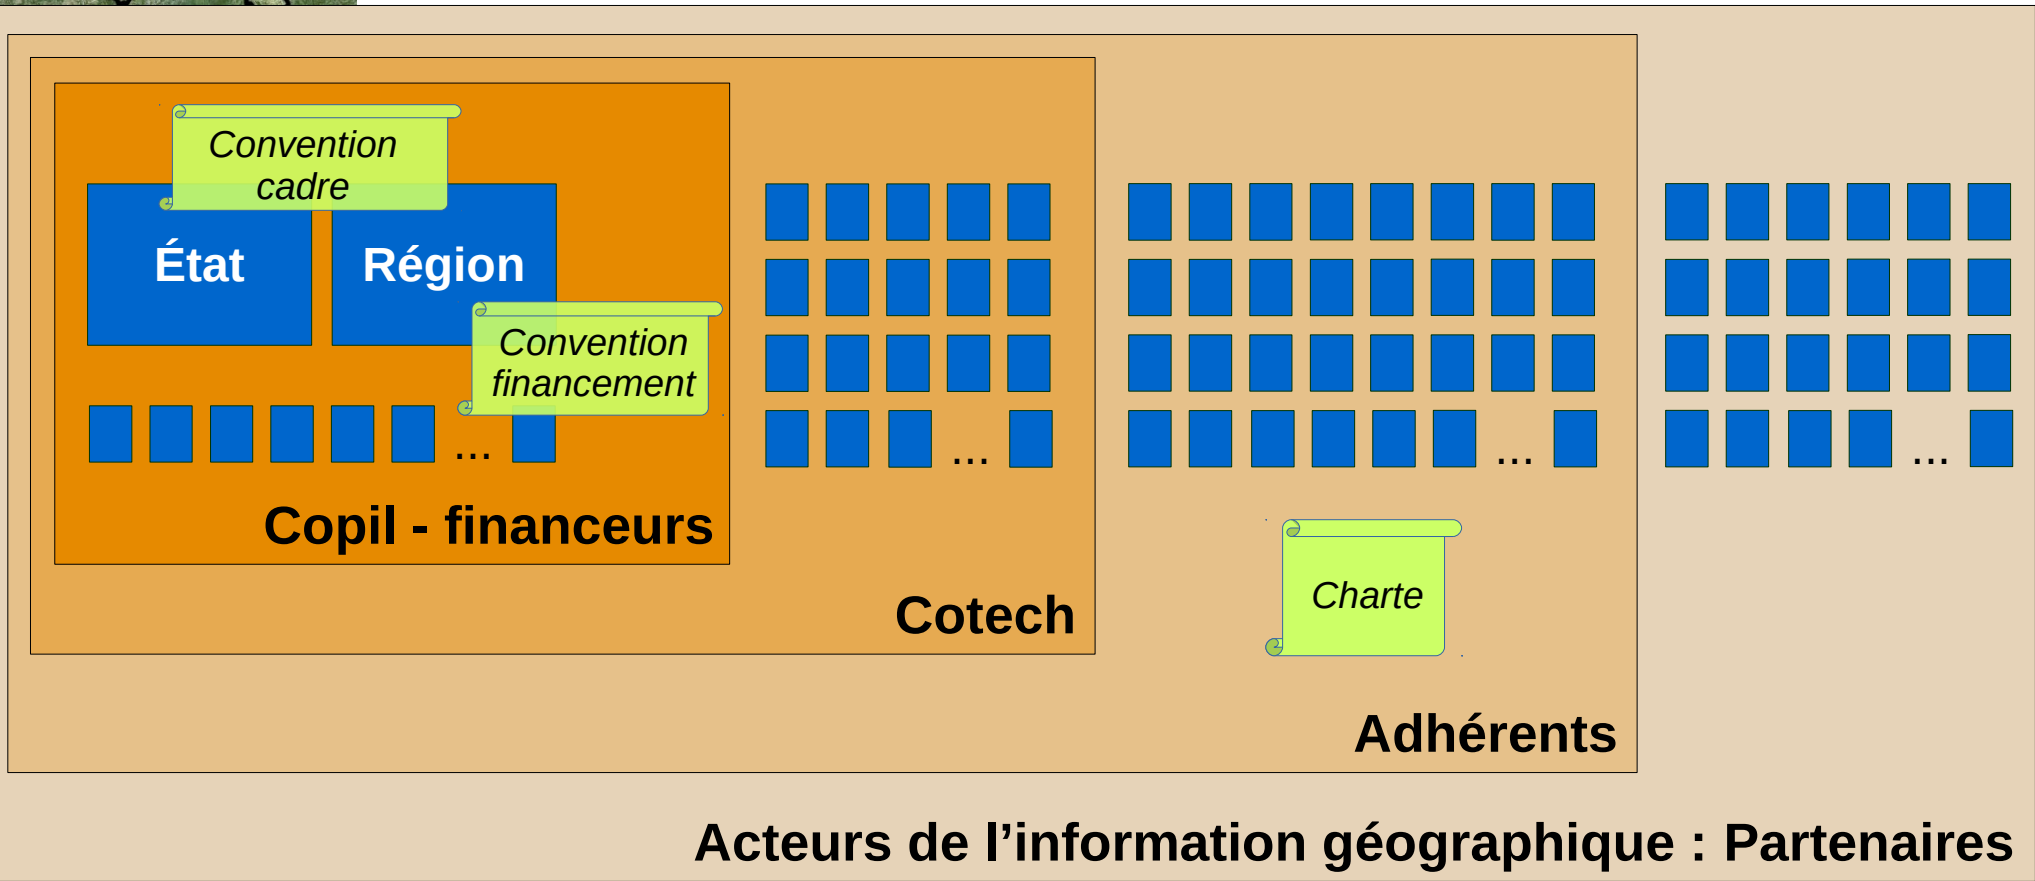 Convention
cadre
État
Région
Convention
financement
...
...
...
...
Copil - financeurs
Charte
Cotech
Adhérents
Acteurs de l’information géographique : Partenaires